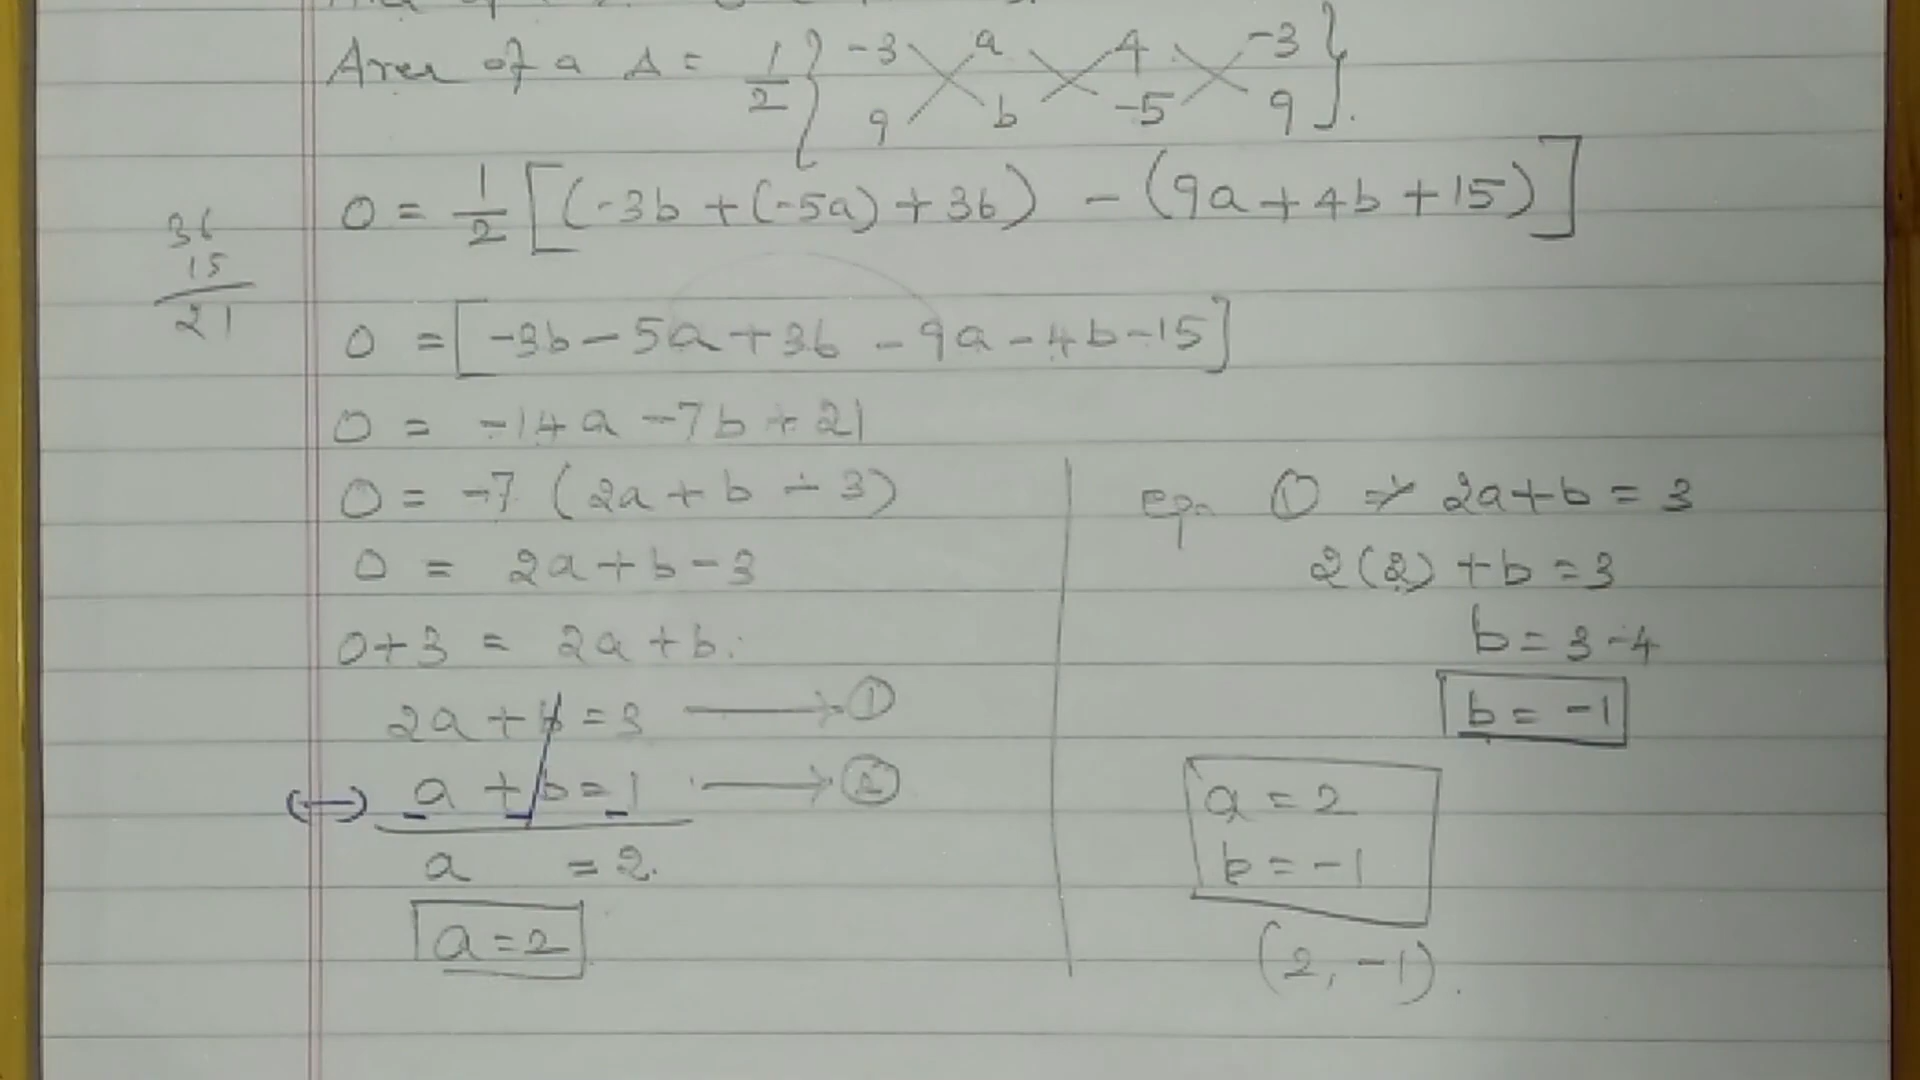 Area of a Δ = 1/2 { -3 a 4 -3
9 b -5 9 }.
0 = 1/2 [(-3b + (-5a) + 36) - (9a + 4b + 15)]
36
15
21
0 = [-3b - 5a + 36 - 9a - 4b - 15]
0 = -14a - 7b + 21
0 = -7 (2a + b - 3)
0 = 2a + b - 3
0 + 3 = 2a + b.
2a + b = 3 → ①
(-) a + b = 1 → ②
a = 2.
a = 2
eqn ① ⇒ 2a + b = 3
2(2) + b = 3
b = 3 - 4
b = -1
a = 2
b = -1
(2, -1).